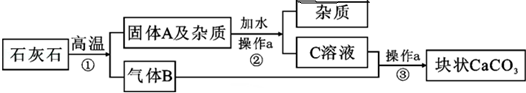 石灰石
高温
①
固体A及杂质
气体B
加水
操作a
②
杂质
C溶液
操作a
③
块状CaCO₃